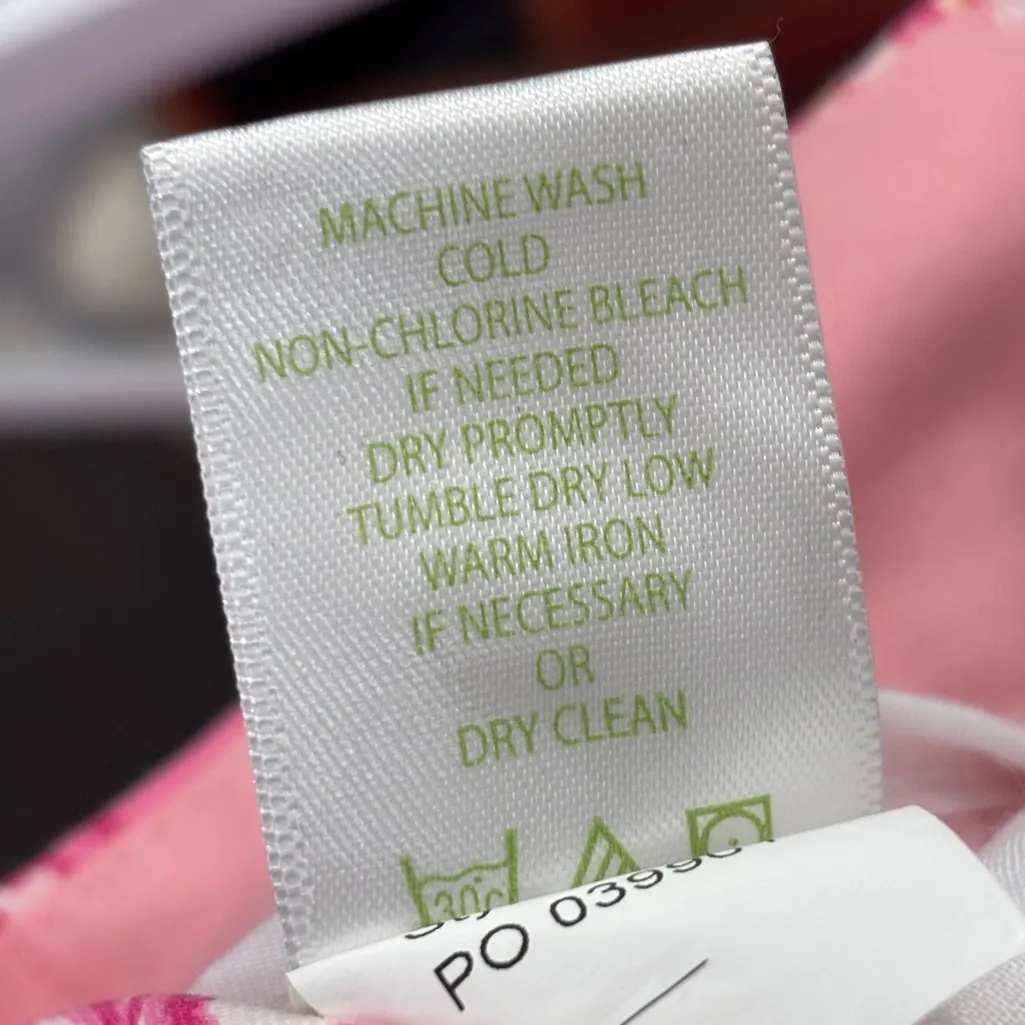 MACHINE WASH
COLD
NON-CHLORINE BLEACH
IF NEEDED
DRY PROMPTLY
TUMBLE DRY LOW
WARM IRON
IF NECESSARY
OR
DRY CLEAN
30°C
PO